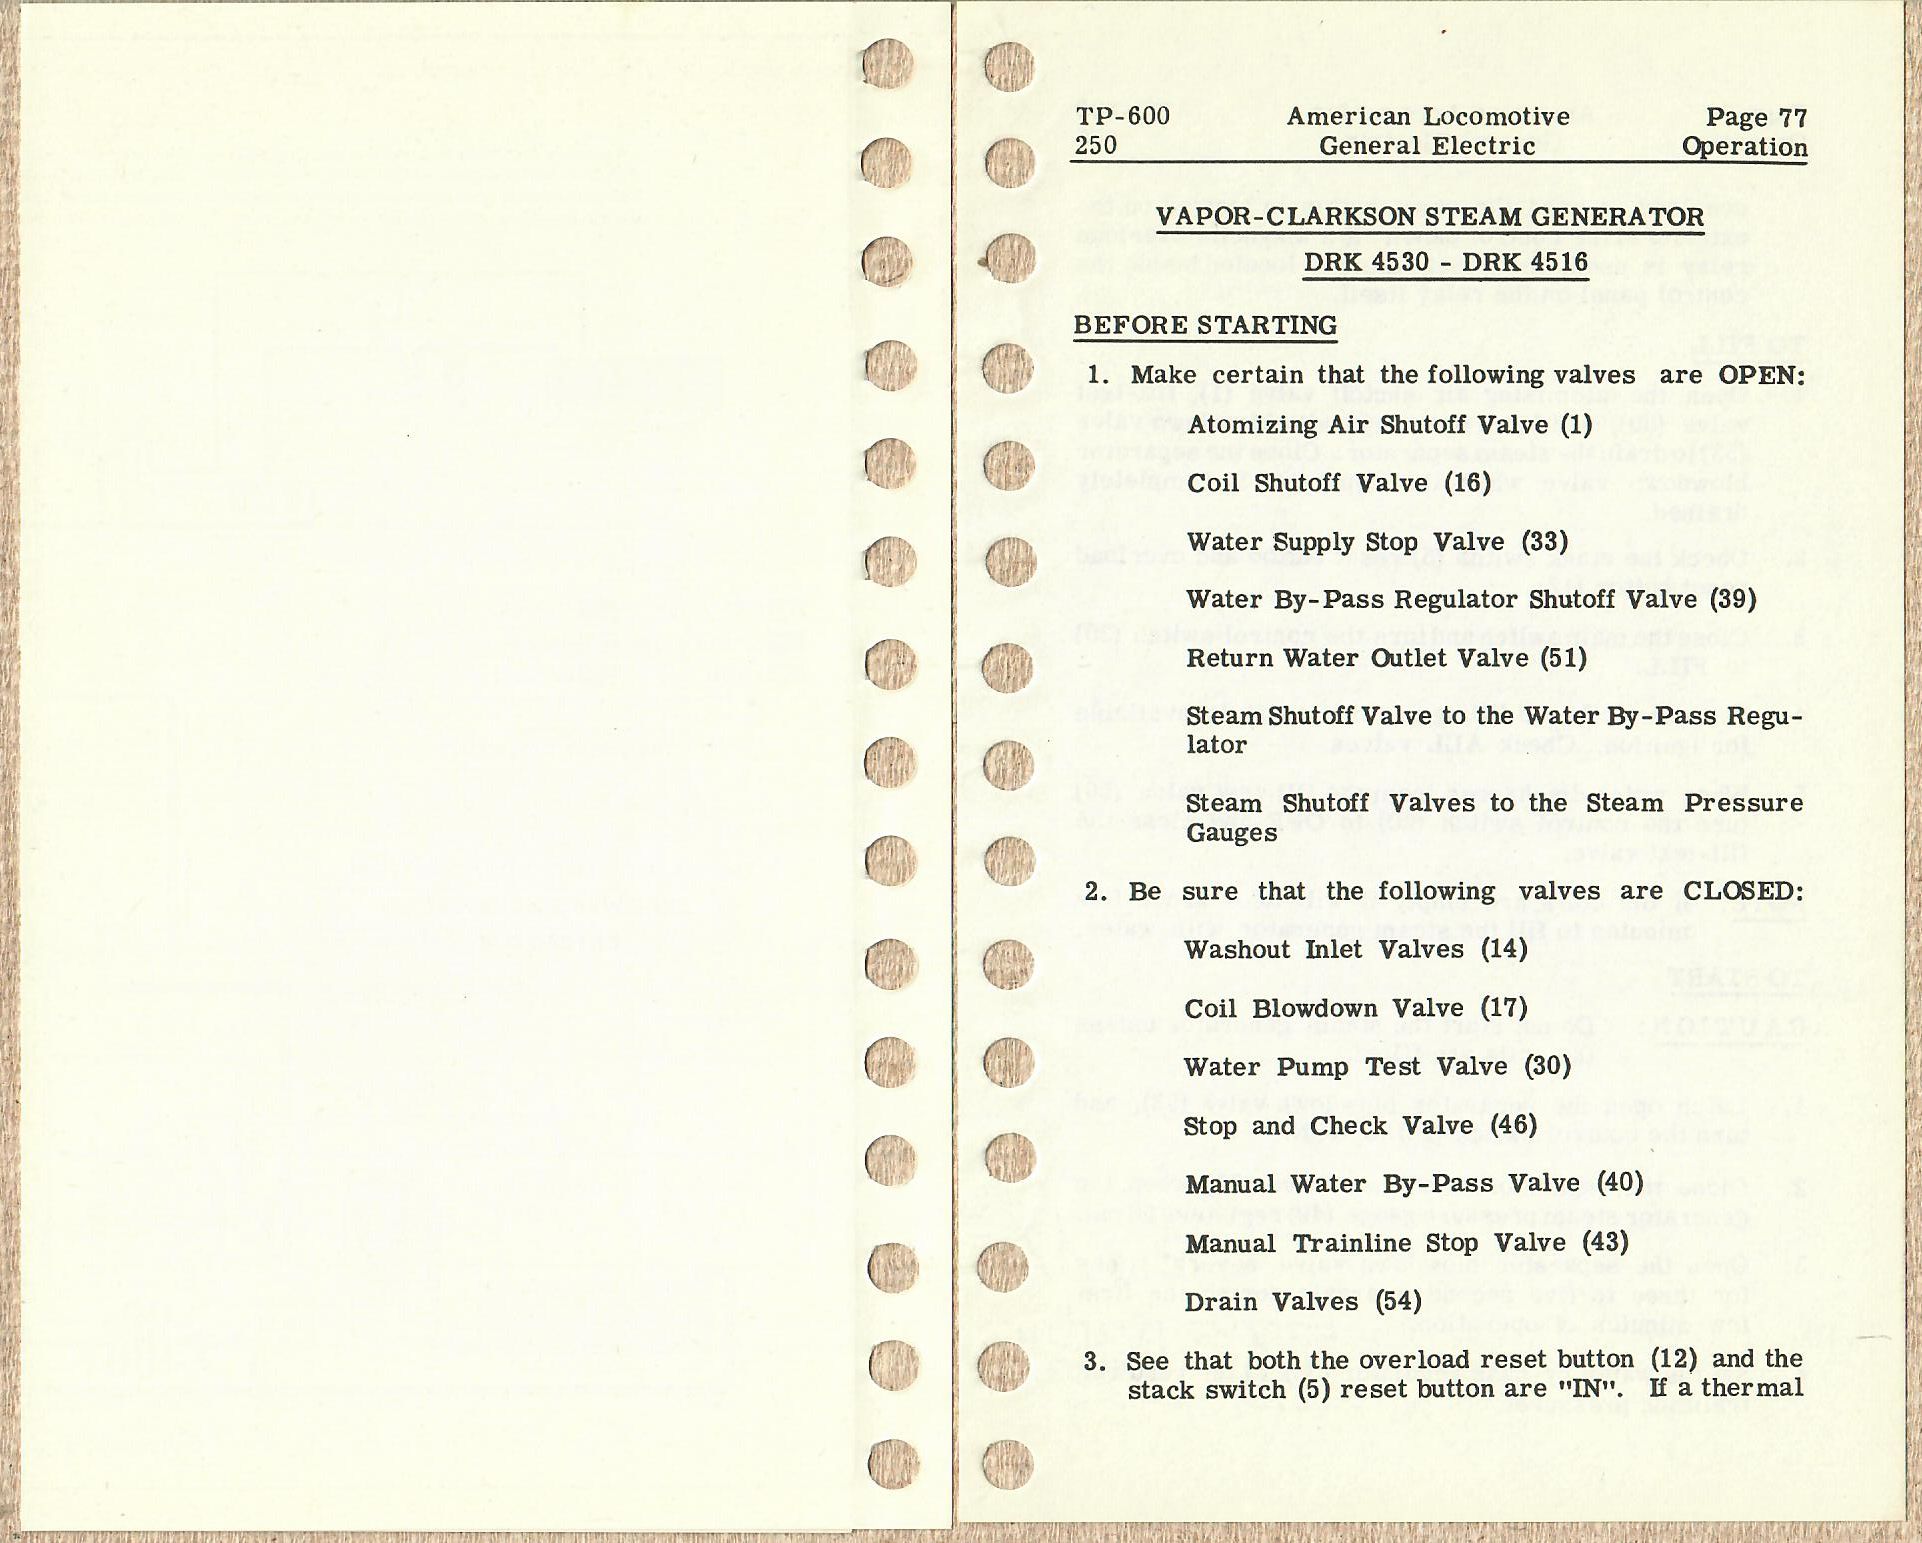 TP-600 American Locomotive Page 77
250 General Electric Operation
VAPOR-CLARKSON STEAM GENERATOR
DRK 4530 - DRK 4516
BEFORE STARTING
1. Make certain that the following valves are OPEN:
Atomizing Air Shutoff Valve (1)
Coil Shutoff Valve (16)
Water Supply Stop Valve (33)
Water By-Pass Regulator Shutoff Valve (39)
Return Water Outlet Valve (51)
Steam Shutoff Valve to the Water By-Pass Regu-
lator
Steam Shutoff Valves to the Steam Pressure
Gauges
2. Be sure that the following valves are CLOSED:
Washout Inlet Valves (14)
Coil Blowdown Valve (17)
Water Pump Test Valve (30)
Stop and Check Valve (46)
Manual Water By-Pass Valve (40)
Manual Trainline Stop Valve (43)
Drain Valves (54)
3. See that both the overload reset button (12) and the
stack switch (5) reset button are "IN". If a thermal